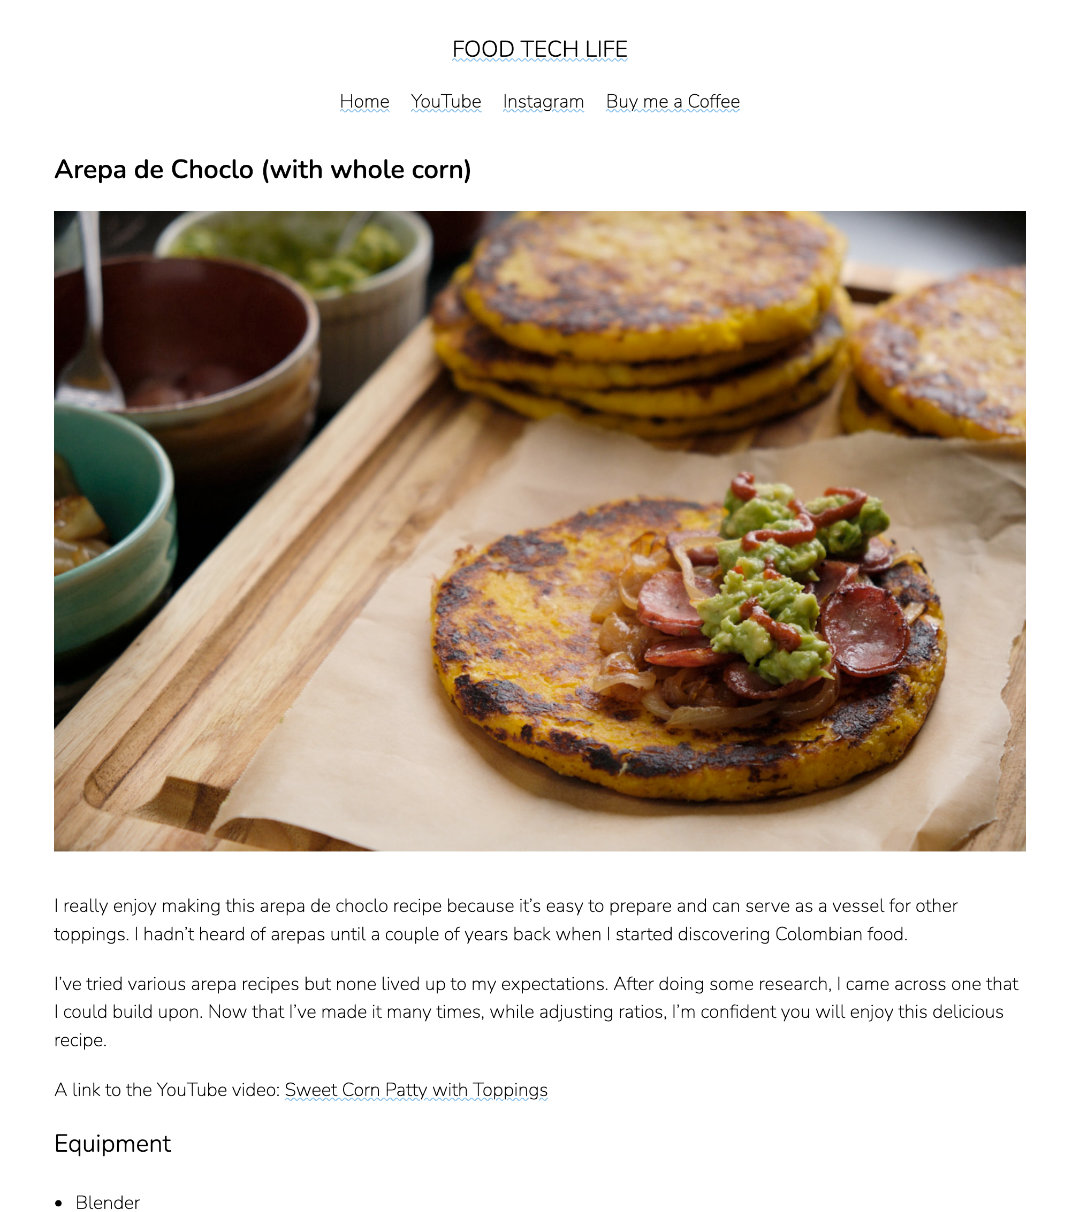 FOOD TECH LIFE
Home YouTube Instagram Buy me a Coffee
Arepa de Choclo (with whole corn)
I really enjoy making this arepa de choclo recipe because it’s easy to prepare and can serve as a vessel for other
toppings. I hadn’t heard of arepas until a couple of years back when I started discovering Colombian food.
I’ve tried various arepa recipes but none lived up to my expectations. After doing some research, I came across one that
I could build upon. Now that I’ve made it many times, while adjusting ratios, I’m confident you will enjoy this delicious
recipe.
A link to the YouTube video: Sweet Corn Patty with Toppings
Equipment
• Blender